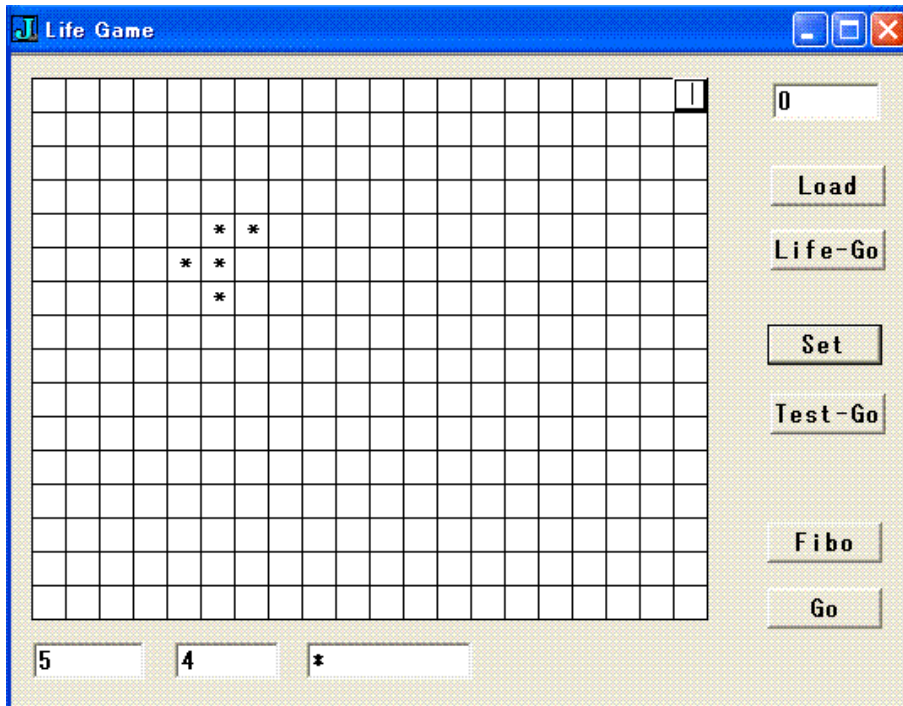 Life Game
0
Load
* *
Life-Go
* *
*
Set
Test-Go
Fibo
Go
5 4 *